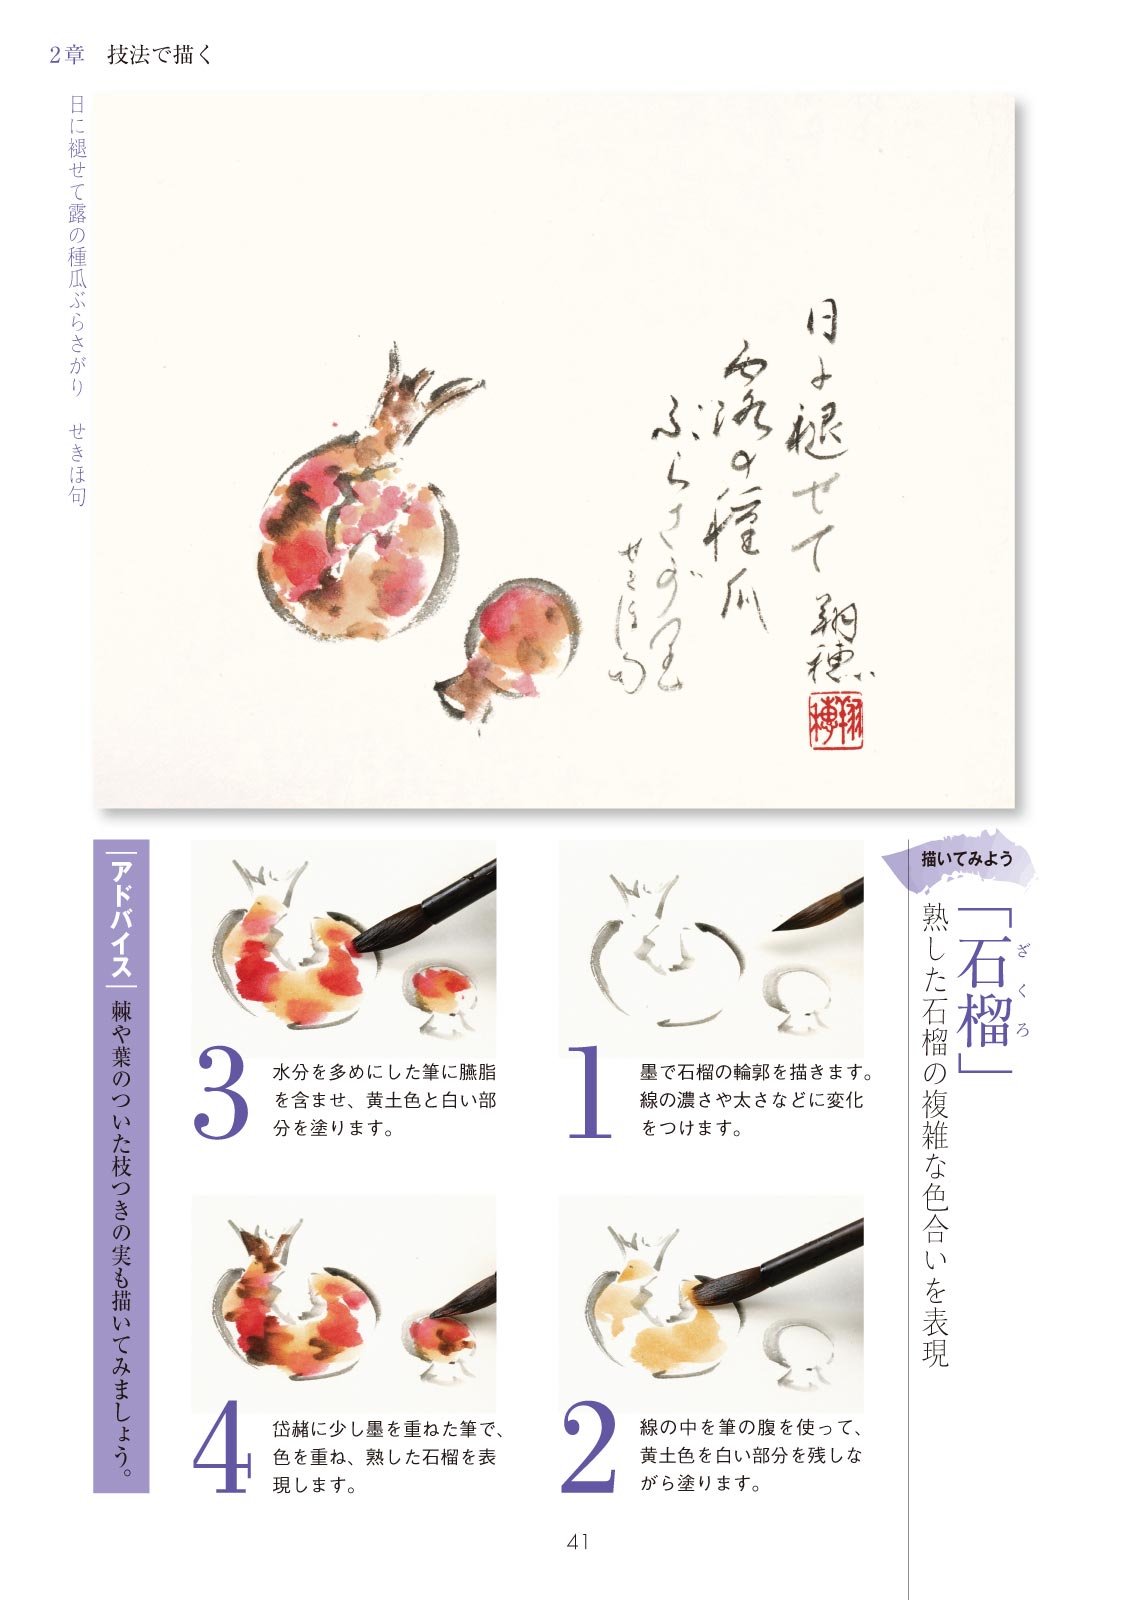 2章　技法で描く
日に褪せて露の種瓜ぶらさがり　せきほ句
日に褪せて
露の種瓜
ぶらさがり
せきほ句
翔穂
描いてみよう
「石榴」
ざくろ
熟した石榴の複雑な色合いを表現
1
墨で石榴の輪郭を描きます。
線の濃さや太さなどに変化
をつけます。
2
線の中を筆の腹を使って、
黄土色を白い部分を残しな
がら塗ります。
3
水分を多めにした筆に臙脂
を含ませ、黄土色と白い部
分を塗ります。
4
岱赭に少し墨を重ねた筆で、
色を重ね、熟した石榴を表
現します。
アドバイス
棘や葉のついた枝つきの実も描いてみましょう。
41